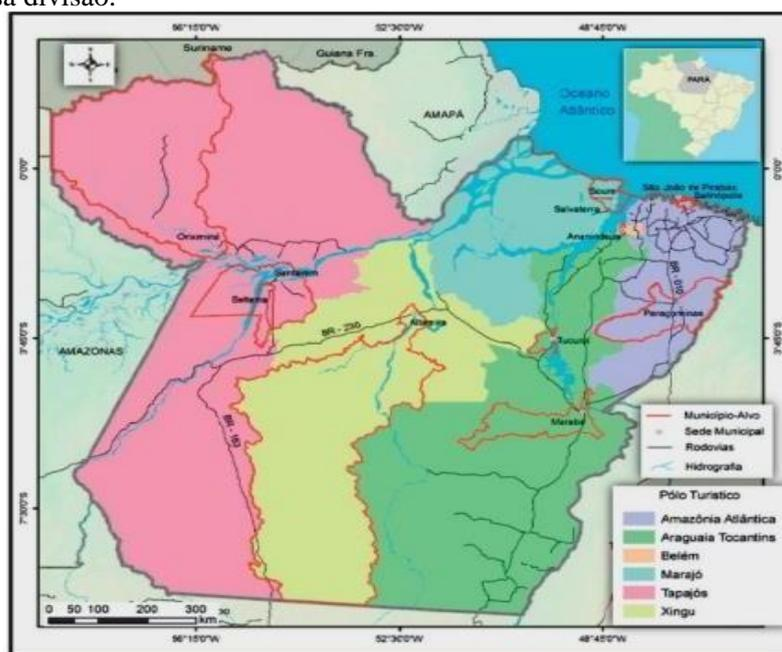 sa divisão.
56°15'0"W 52°30'0"W 48°45'0"W
Suriname
Guiana Fra.
AMAPÁ
Oceano
Atlântico
PARÁ
0°0'0"
0°0'0"
Soure
São João de Pirabas
Salinópolis
Salvaterra
Ananindeua
Oriximiná
Santarém
Belterra
BR - 010
Paragominas
3°45'0"S
3°45'0"S
BR - 230
Altamira
Tucuruí
AMAZONAS
Marabá
BR - 163
7°30'0"S
Município-Alvo
Sede Municipal
Rodovias
Hidrografia
Pólo Turístico
Amazônia Atlântica
Araguaia Tocantins
Belém
Marajó
Tapajós
Xingu
0 50 100 200 300
km
56°15'0"W 52°30'0"W 48°45'0"W